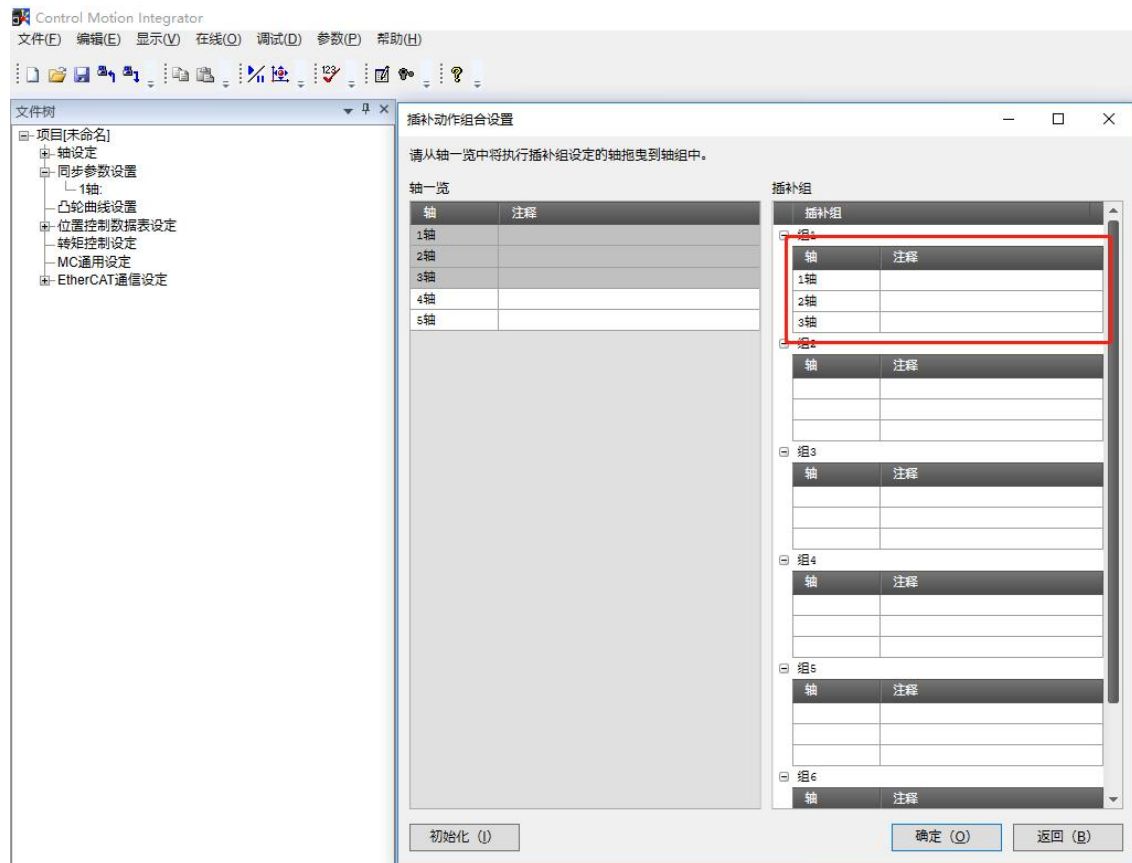 Control Motion Integrator
文件(F) 编辑(E) 显示(V) 在线(O) 调试(D) 参数(P) 帮助(H)
文件树
项目[未命名]
轴设定
同步参数设置
1轴:
凸轮曲线设置
位置控制数据表设定
转矩控制设定
MC通用设定
EtherCAT通信设定
插补动作组合设置
请从轴一览中将执行插补组设定的轴拖曳到轴组中。
轴一览
轴 注释
1轴
2轴
3轴
4轴
5轴
插补组
插补组
组1
轴 注释
1轴
2轴
3轴
组2
轴 注释
组3
轴 注释
组4
轴 注释
组5
轴 注释
组6
轴 注释
初始化 (I)
确定 (O)
返回 (B)